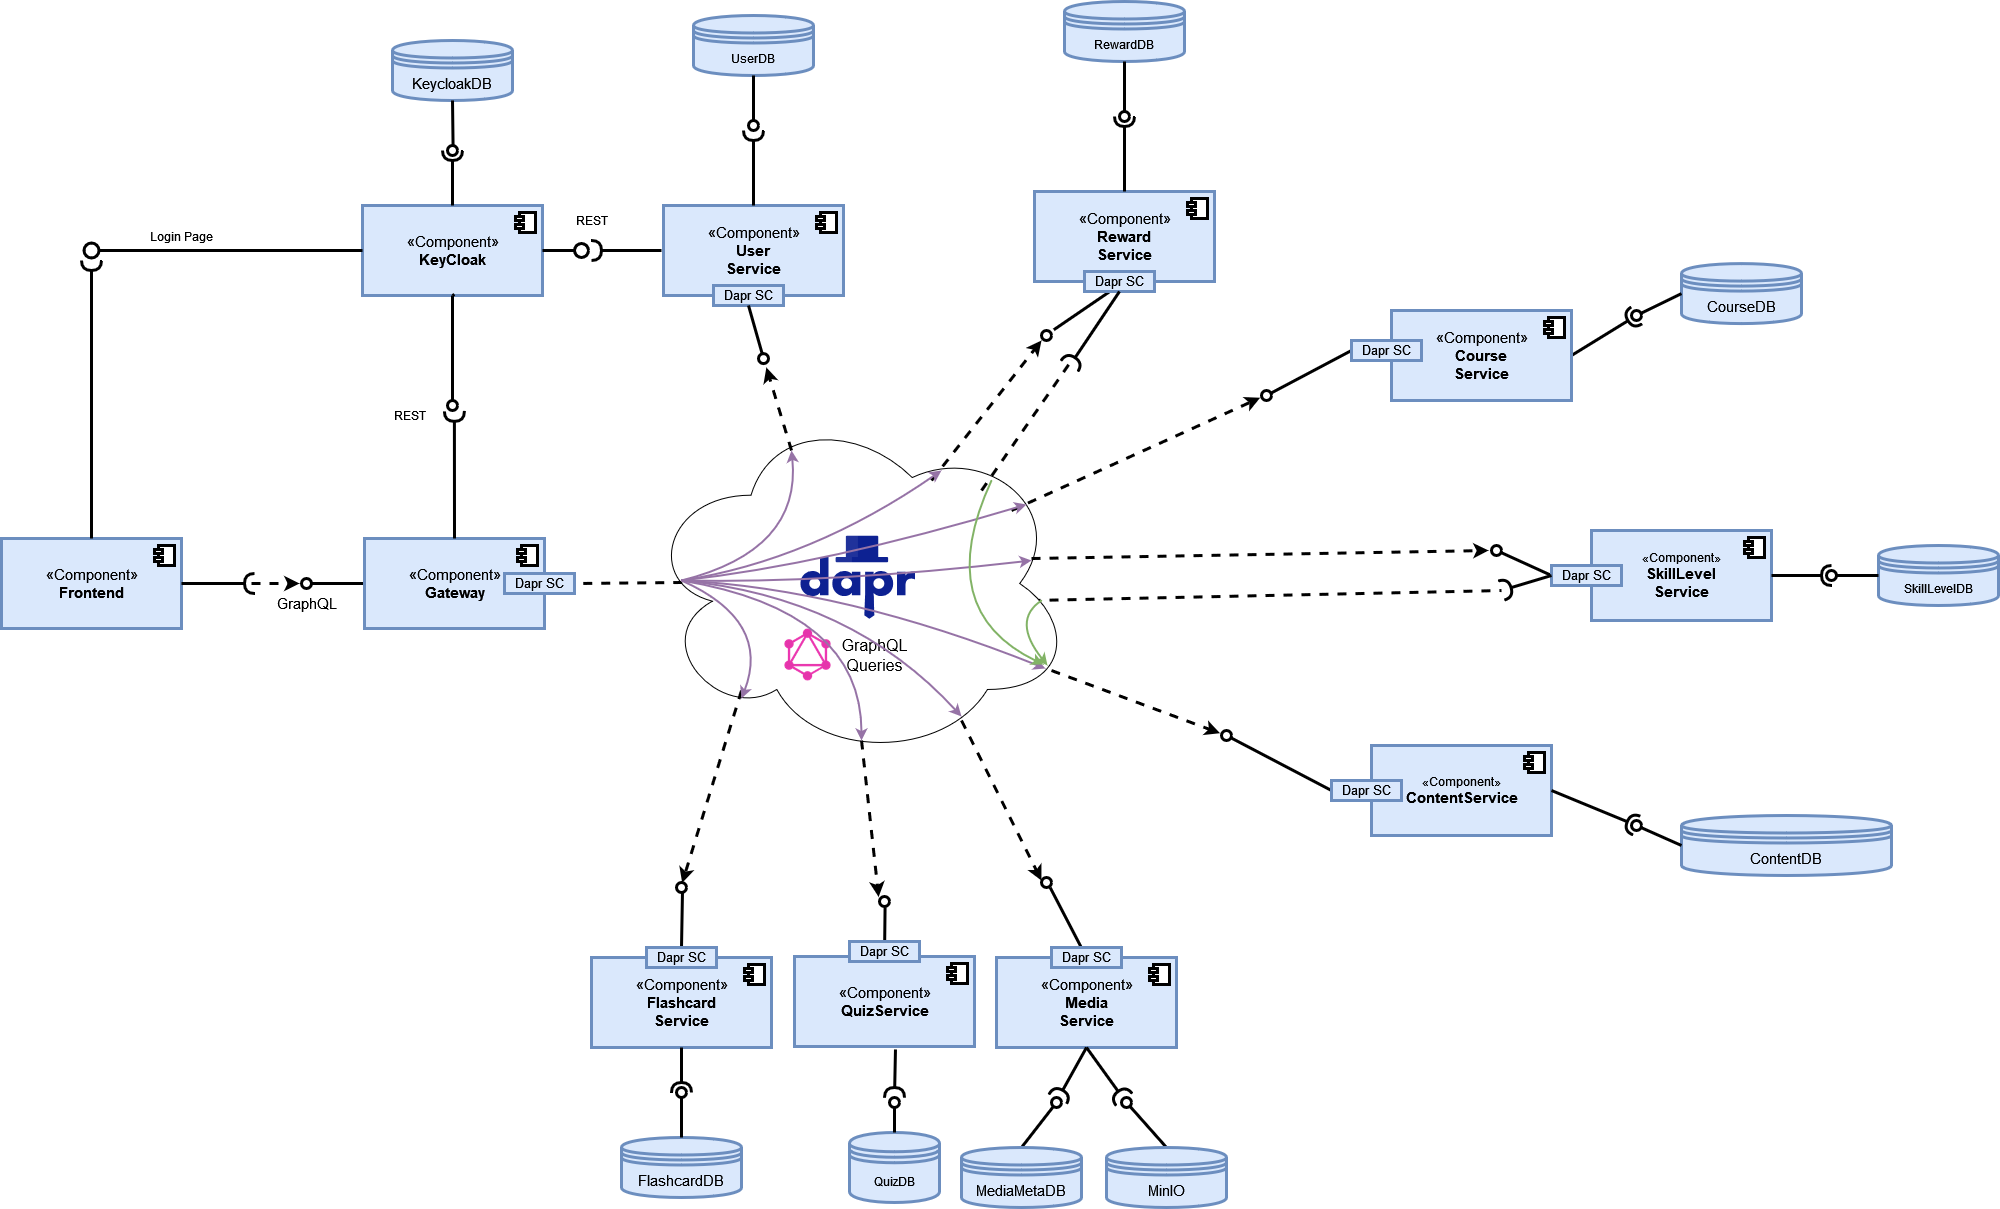 RewardDB
UserDB
KeycloakDB
«Component»
Reward
Service
Dapr SC
REST
«Component»
User
Service
Dapr SC
Login Page
«Component»
KeyCloak
CourseDB
«Component»
Course
Service
Dapr SC
REST
«Component»
Frontend
GraphQL
«Component»
Gateway
Dapr SC
dapr
GraphQL
Queries
«Component»
SkillLevel
Service
Dapr SC
SkillLevelDB
«Component»
ContentService
Dapr SC
ContentDB
Dapr SC
«Component»
Flashcard
Service
Dapr SC
«Component»
QuizService
Dapr SC
«Component»
Media
Service
FlashcardDB
QuizDB
MediaMetaDB
MinIO